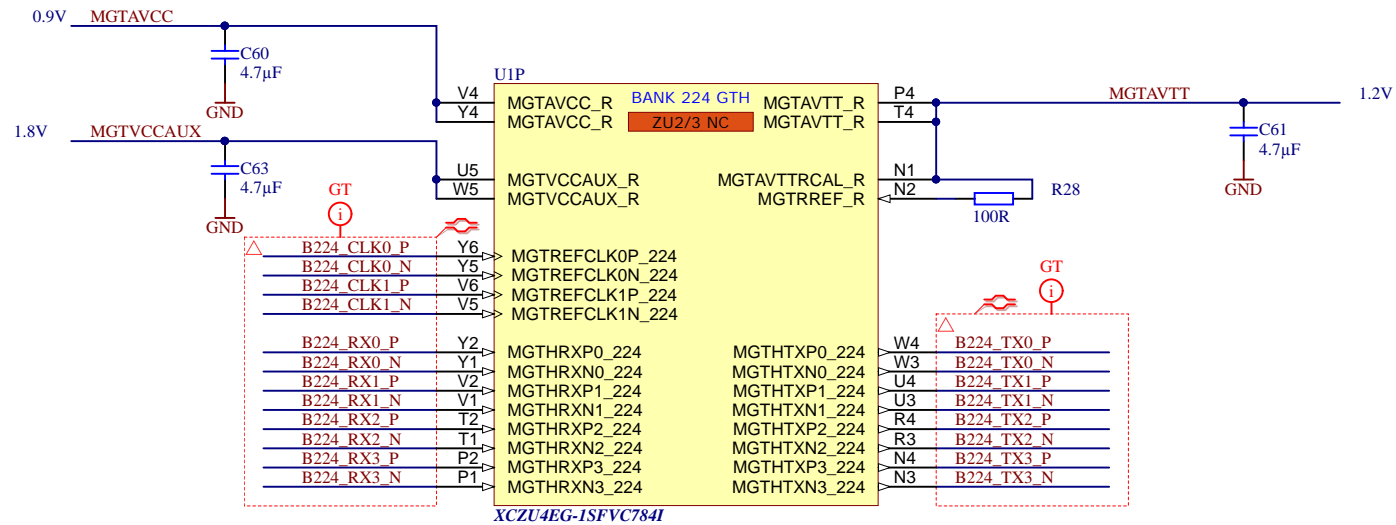 0.9V
MGTAVCC
C60
4.7µF
GND
1.8V
MGTVCCAUX
C63
4.7µF
GND
U1P
V4 MGTAVCC_R
Y4 MGTAVCC_R
BANK 224 GTH
ZU2/3 NC
MGTAVTT_R P4
MGTAVTT_R T4
MGTAVTT
1.2V
C61
4.7µF
GND
U5 MGTVCCAUX_R
W5 MGTVCCAUX_R
MGTAVTTRCAL_R N1
MGTRREF_R N2
R28
100R
GT
i
B224_CLK0_P Y6 MGTREFCLK0P_224
B224_CLK0_N Y5 MGTREFCLK0N_224
B224_CLK1_P V6 MGTREFCLK1P_224
B224_CLK1_N V5 MGTREFCLK1N_224
GT
i
B224_RX0_P Y2 MGTHRXP0_224
B224_RX0_N Y1 MGTHRXN0_224
B224_RX1_P V2 MGTHRXP1_224
B224_RX1_N V1 MGTHRXN1_224
B224_RX2_P T2 MGTHRXP2_224
B224_RX2_N T1 MGTHRXN2_224
B224_RX3_P P2 MGTHRXP3_224
B224_RX3_N P1 MGTHRXN3_224
MGTHTXP0_224 W4 B224_TX0_P
MGTHTXN0_224 W3 B224_TX0_N
MGTHTXP1_224 U4 B224_TX1_P
MGTHTXN1_224 U3 B224_TX1_N
MGTHTXP2_224 R4 B224_TX2_P
MGTHTXN2_224 R3 B224_TX2_N
MGTHTXP3_224 N4 B224_TX3_P
MGTHTXN3_224 N3 B224_TX3_N
XCZU4EG-1SFVC784I